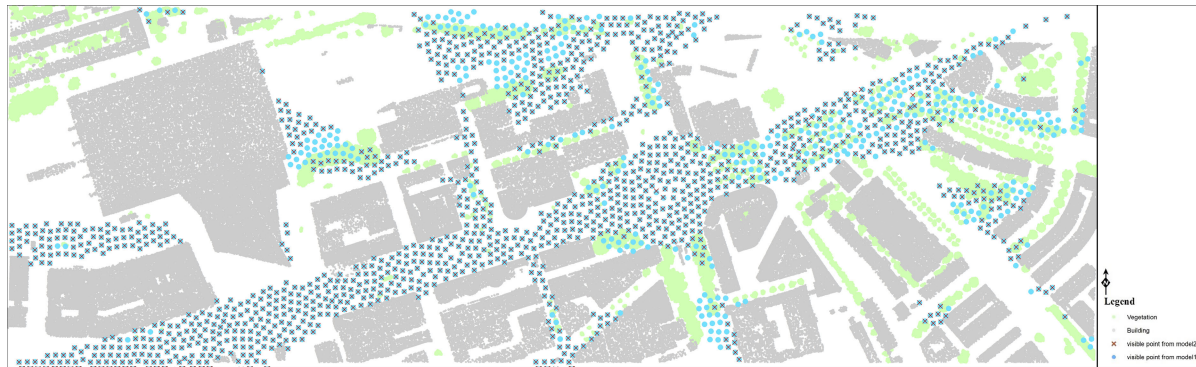 Legend
Vegetation
Building
visible point from model2
visible point from model1